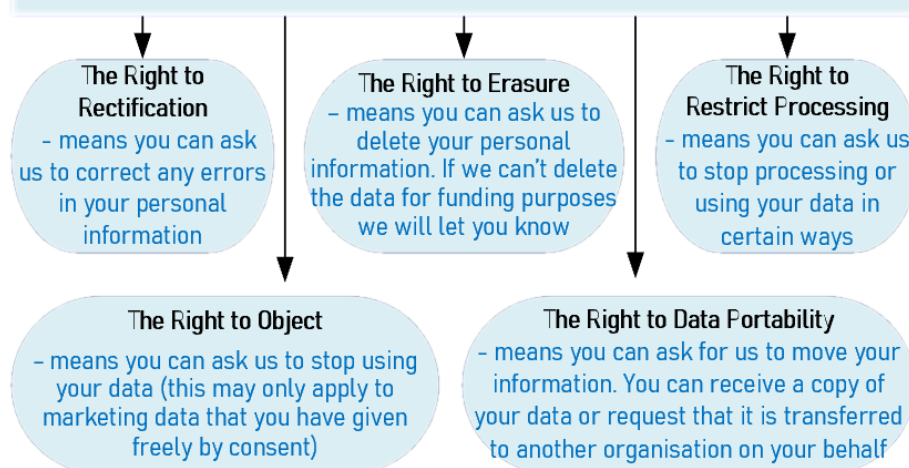 The Right to
Rectification
– means you can ask
us to correct any errors
in your personal
information
The Right to Erasure
– means you can ask us to
delete your personal
information. If we can't delete
the data for funding purposes
we will let you know
The Right to
Restrict Processing
– means you can ask us
to stop processing or
using your data in
certain ways
The Right to Object
– means you can ask us to stop using
your data (this may only apply to
marketing data that you have given
freely by consent)
The Right to Data Portability
– means you can ask for us to move your
information. You can receive a copy of
your data or request that it is transferred
to another organisation on your behalf